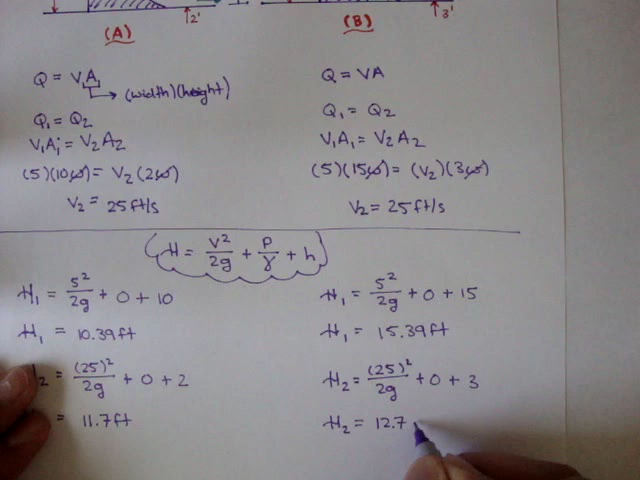 2'
3'
(A)
(B)
Q = V₁A₁
(width)(height)
Q₁ = Q₂
V₁A₁ = V₂A₂
(5)(10w) = V₂(2w)
V₂ = 25 ft/s
Q = VA
Q₁ = Q₂
V₁A₁ = V₂A₂
(5)(15w) = (V₂)(3w)
V₂ = 25 ft/s
(H = V²/2g + P/γ + h)
H₁ = 5²/2g + 0 + 10
H₁ = 10.39 ft
₂ = (25)²/2g + 0 + 2
= 11.7 ft
H₁ = 5²/2g + 0 + 15
H₁ = 15.39 ft
H₂ = (25)²/2g + 0 + 3
H₂ = 12.7